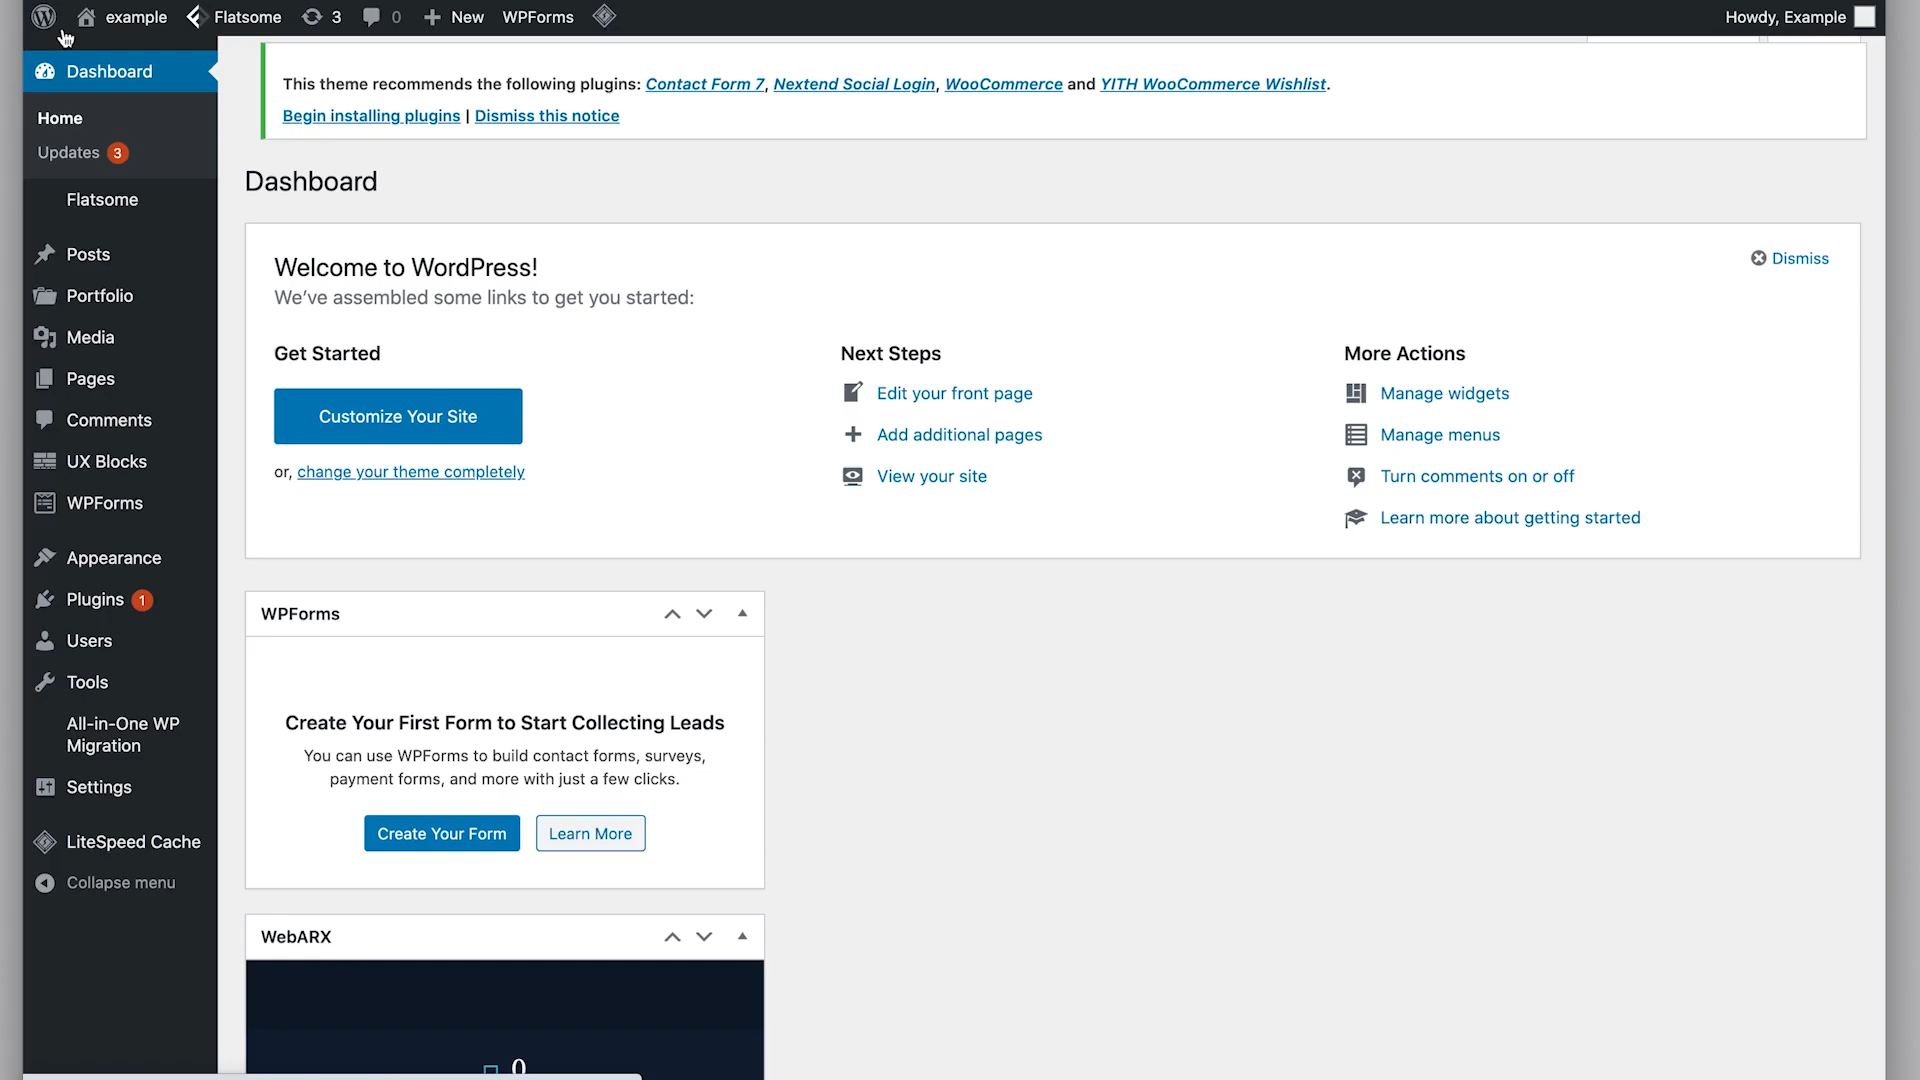 example
Flatsome
3
0
New
WPForms
Howdy, Example
Dashboard
Home
Updates 3
Flatsome
Posts
Portfolio
Media
Pages
Comments
UX Blocks
WPForms
Appearance
Plugins 1
Users
Tools
All-in-One WP
Migration
Settings
LiteSpeed Cache
Collapse menu
This theme recommends the following plugins: Contact Form 7, Nextend Social Login, WooCommerce and YITH WooCommerce Wishlist.
Begin installing plugins | Dismiss this notice
Dashboard
Welcome to WordPress!
We’ve assembled some links to get you started:
Dismiss
Get Started
Customize Your Site
or, change your theme completely
Next Steps
Edit your front page
Add additional pages
View your site
More Actions
Manage widgets
Manage menus
Turn comments on or off
Learn more about getting started
WPForms
Create Your First Form to Start Collecting Leads
You can use WPForms to build contact forms, surveys,
payment forms, and more with just a few clicks.
Create Your Form
Learn More
WebARX
0